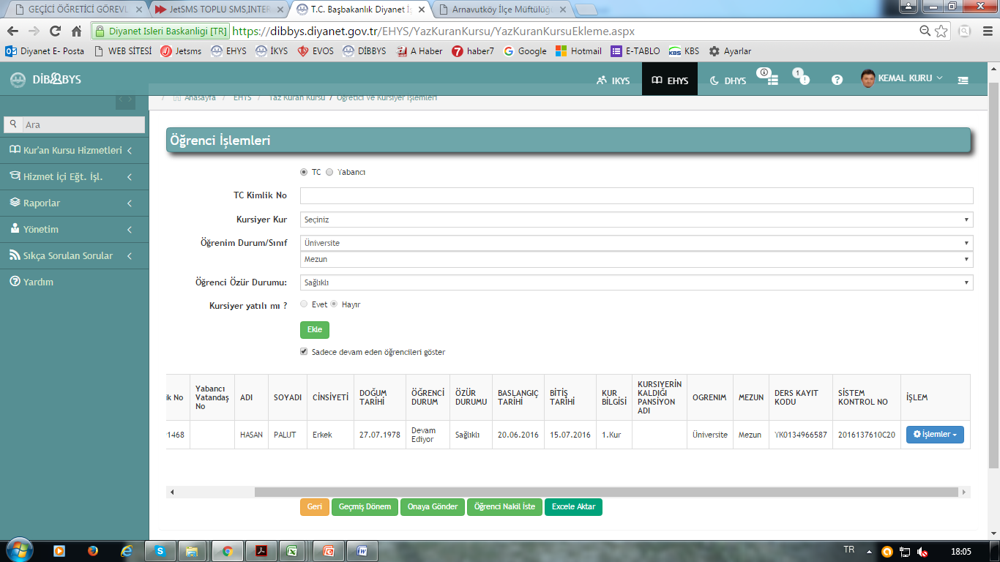 GEÇİCİ ÖĞRETİCİ GÖREVL
JetSMS TOPLU SMS,INTER
T.C. Başbakanlık Diyanet İş
Arnavutköy İlçe Müftülüğü
Diyanet Isleri Baskanligi [TR] https://dibbys.diyanet.gov.tr/EHYS/YazKuranKursu/YazKuranKursuEkleme.aspx
Diyanet E- Posta WEB SİTESİ Jetsms EHYS İKYS EVOS DİBBYS A Haber haber7 Google Hotmail E-TABLO KBS Ayarlar
DİBBYS
IKYS EHYS DHYS 1 KEMAL KURU
/ Anasayfa / EHYS / Yaz Kuran Kursu / Öğretici ve Kursiyer İşlemleri
Ara
Kur'an Kursu Hizmetleri
Hizmet İçi Eğt. İşl.
Raporlar
Yönetim
Sıkça Sorulan Sorular
Yardım
Öğrenci İşlemleri
TC Yabancı
TC Kimlik No
Kursiyer Kur Seçiniz
Öğrenim Durum/Sınıf Üniversite
Mezun
Öğrenci Özür Durumu: Sağlıklı
Kursiyer yatılı mı ? Evet Hayır
Ekle
Sadece devam eden öğrencileri göster
ik No Yabancı Vatandaş No ADI SOYADI CİNSİYETİ DOĞUM TARİHİ ÖĞRENCİ DURUM ÖZÜR DURUMU BASLANGIÇ TARİHİ BİTİŞ TARİHİ KUR BİLGİSİ KURSIYERİN KALDIĞI PANSİYON ADI OGRENIM MEZUN DERS KAYIT KODU SİSTEM KONTROL NO İŞLEM
1468 HASAN PALUT Erkek 27.07.1978 Devam Ediyor Sağlıklı 20.06.2016 15.07.2016 1.Kur Üniversite Mezun YK0134966587 2016137610C20 İşlemler
Geri Geçmiş Dönem Onaya Gönder Öğrenci Nakil İste Excele Aktar
TR 18:05